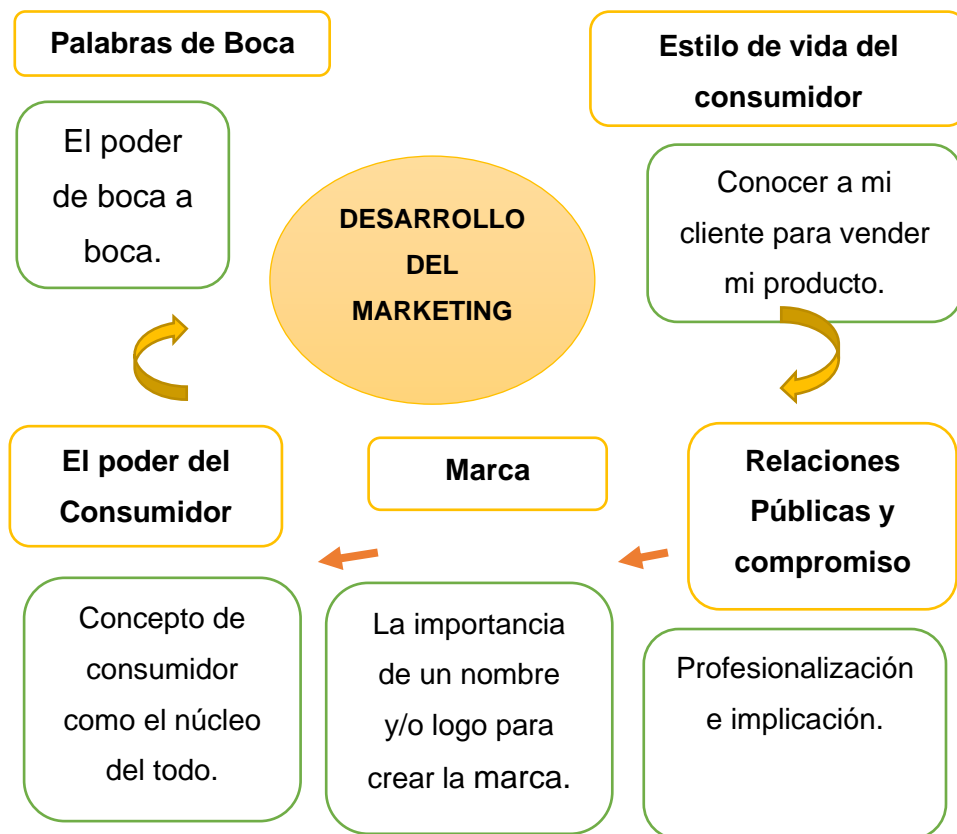 Palabras de Boca
El poder
de boca a
boca.
DESARROLLO
DEL
MARKETING
Estilo de vida del
consumidor
Conocer a mi
cliente para vender
mi producto.
El poder del
Consumidor
Concepto de
consumidor
como el núcleo
del todo.
Marca
La importancia
de un nombre
y/o logo para
crear la marca.
Relaciones
Públicas y
compromiso
Profesionalización
e implicación.